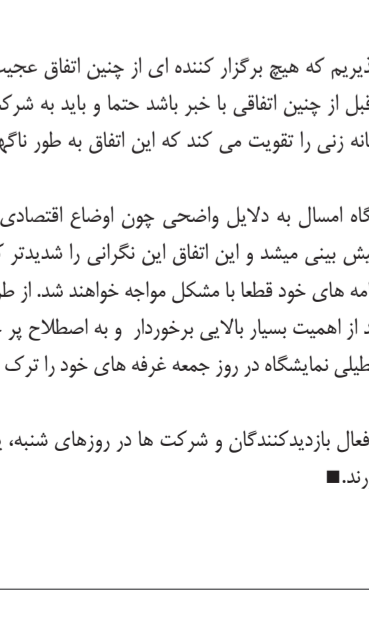 ذیریم که هیچ برگزار کننده ای از چنین اتفاق عجیب
قبل از چنین اتفاقی با خبر باشد حتما و باید به شرک
انه زنی را تقویت می کند که این اتفاق به طور ناگه
گاه امسال به دلایل واضحی چون اوضاع اقتصادی
یش بینی میشد و این اتفاق این نگرانی را شدیدتر ک
مه های خود قطعا با مشکل مواجه خواهند شد. از طر
د از اهمیت بسیار بالایی برخوردار و به اصطلاح پر
طیلی نمایشگاه در روز جمعه غرفه های خود را ترک
فعال بازدیدکنندگان و شرکت ها در روزهای شنبه، ی
رند.■